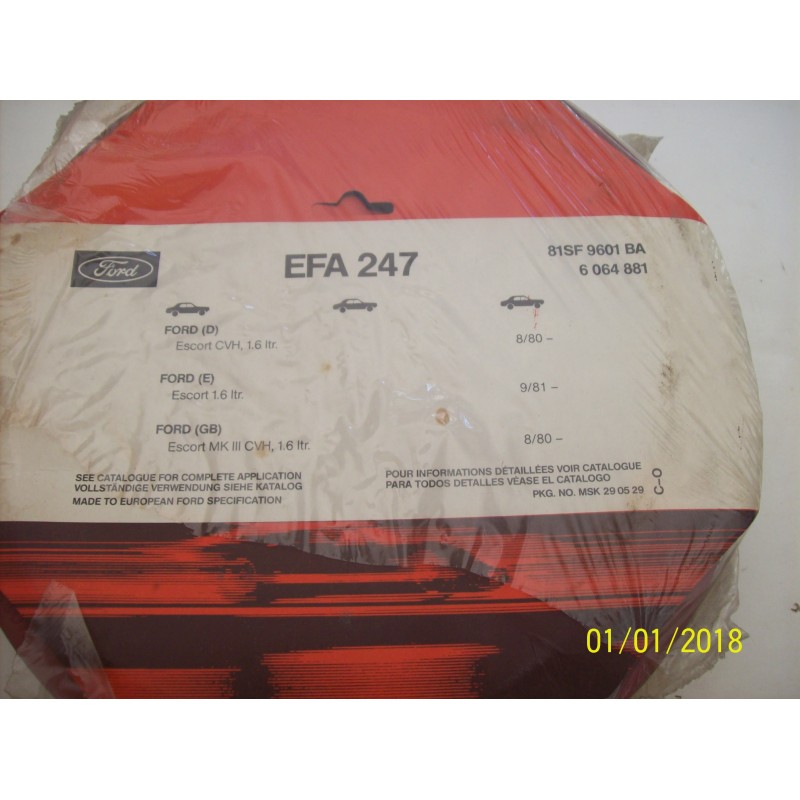 Ford
EFA 247
81SF 9601 BA
6 064 881
FORD (D)
Escort CVH, 1.6 ltr.
8/80 –
FORD (E)
Escort 1.6 ltr.
9/81 –
FORD (GB)
Escort MK III CVH, 1.6 ltr.
8/80 –
SEE CATALOGUE FOR COMPLETE APPLICATION
VOLLSTÄNDIGE VERWENDUNG SIEHE KATALOG
MADE TO EUROPEAN FORD SPECIFICATION
POUR INFORMATIONS DÉTAILLÉES VOIR CATALOGUE
PARA TODOS DETALLES VÉASE EL CATALOGO
PKG. NO. MSK 29 05 29
C–O
01/01/2018